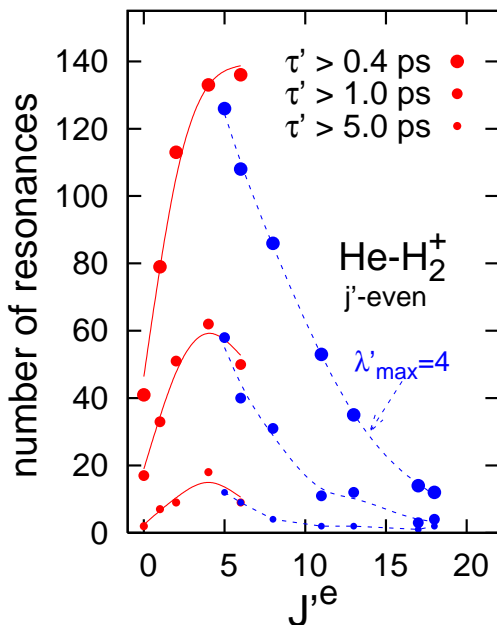 τ' > 0.4 ps
τ' > 1.0 ps
τ' > 5.0 ps
number of resonances
140
120
100
80
60
40
20
0
He-H₂⁺
j'-even
λ'max=4
0 5 10 15 20
J'ᵉ